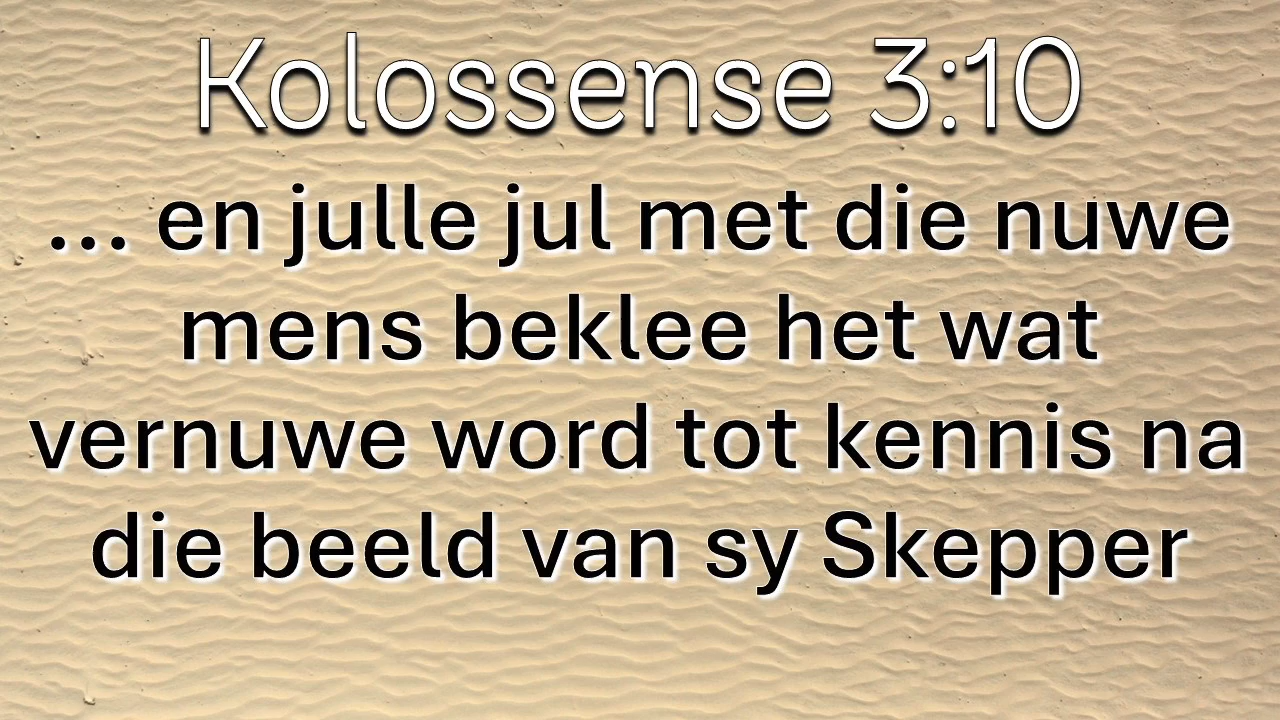 Kolossense 3:10
... en julle jul met die nuwe
mens beklee het wat
vernuwe word tot kennis na
die beeld van sy Skepper